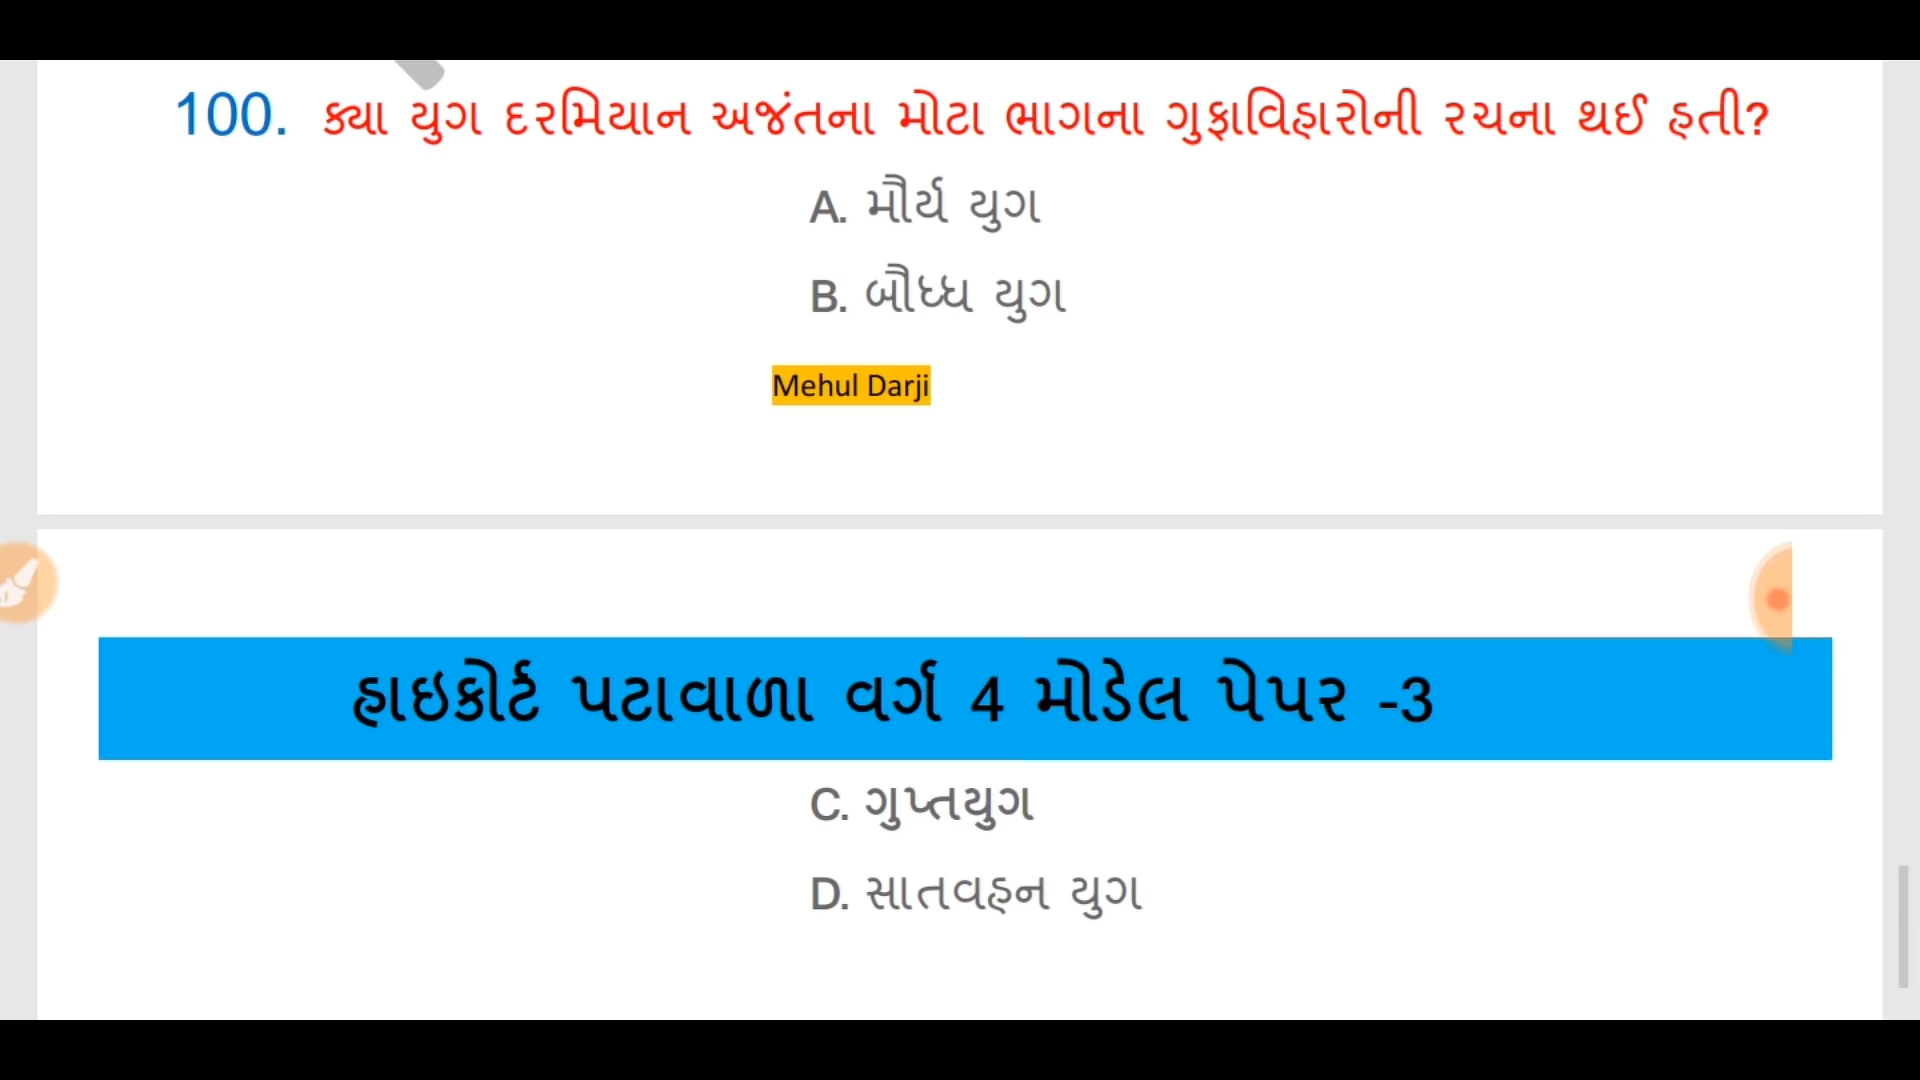 100. ક્યા યુગ દરમિયાન અજંતના મોટા ભાગના ગુફાવિહારોની રચના થઈ હતી?
A. મૌર્ય યુગ
B. બૌધ્ધ યુગ
Mehul Darji
હાઇકોર્ટ પટાવાળા વર્ગ 4 મોડેલ પેપર -3
C. ગુપ્તયુગ
D. સાતવહન યુગ